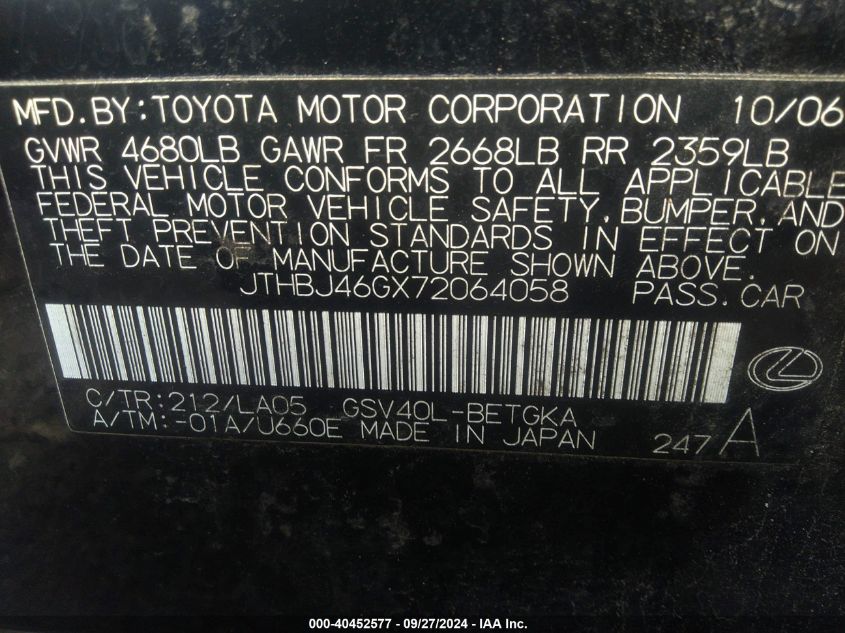 MFD.BY:TOYOTA MOTOR CORPORATION 10/06
GVWR 4680LB GAWR FR 2668LB RR 2359LB
THIS VEHICLE CONFORMS TO ALL APPLICABLE
FEDERAL MOTOR VEHICLE SAFETY, BUMPER, AND
THEFT PREVENTION STANDARDS IN EFFECT ON
THE DATE OF MANUFACTURE SHOWN ABOVE.
JTHBJ46GX72064058 PASS.CAR
C/TR:212/LA05 GSV40L-BETGKA
A/TM:-01A/U660E MADE IN JAPAN 247 A
000-40452577 - 09/27/2024 - IAA Inc.